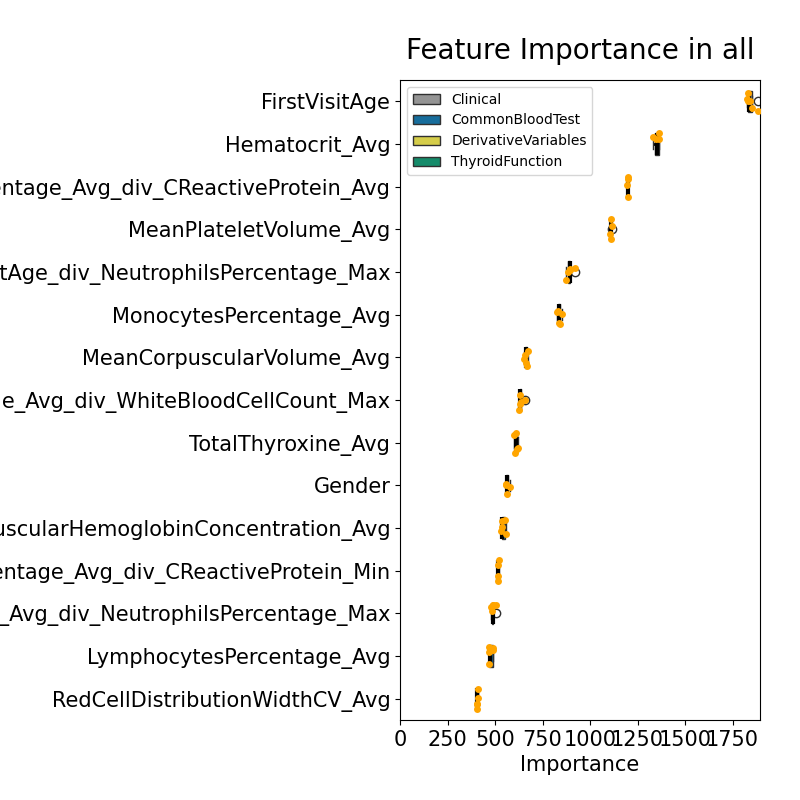 Feature Importance in all
Clinical
CommonBloodTest
DerivativeVariables
ThyroidFunction
FirstVisitAge
Hematocrit_Avg
entage_Avg_div_CReactiveProtein_Avg
MeanPlateletVolume_Avg
tAge_div_NeutrophilsPercentage_Max
MonocytesPercentage_Avg
MeanCorpuscularVolume_Avg
e_Avg_div_WhiteBloodCellCount_Max
TotalThyroxine_Avg
Gender
uscularHemoglobinConcentration_Avg
entage_Avg_div_CReactiveProtein_Min
_Avg_div_NeutrophilsPercentage_Max
LymphocytesPercentage_Avg
RedCellDistributionWidthCV_Avg
0 250 500 750 1000 1250 1500 1750
Importance